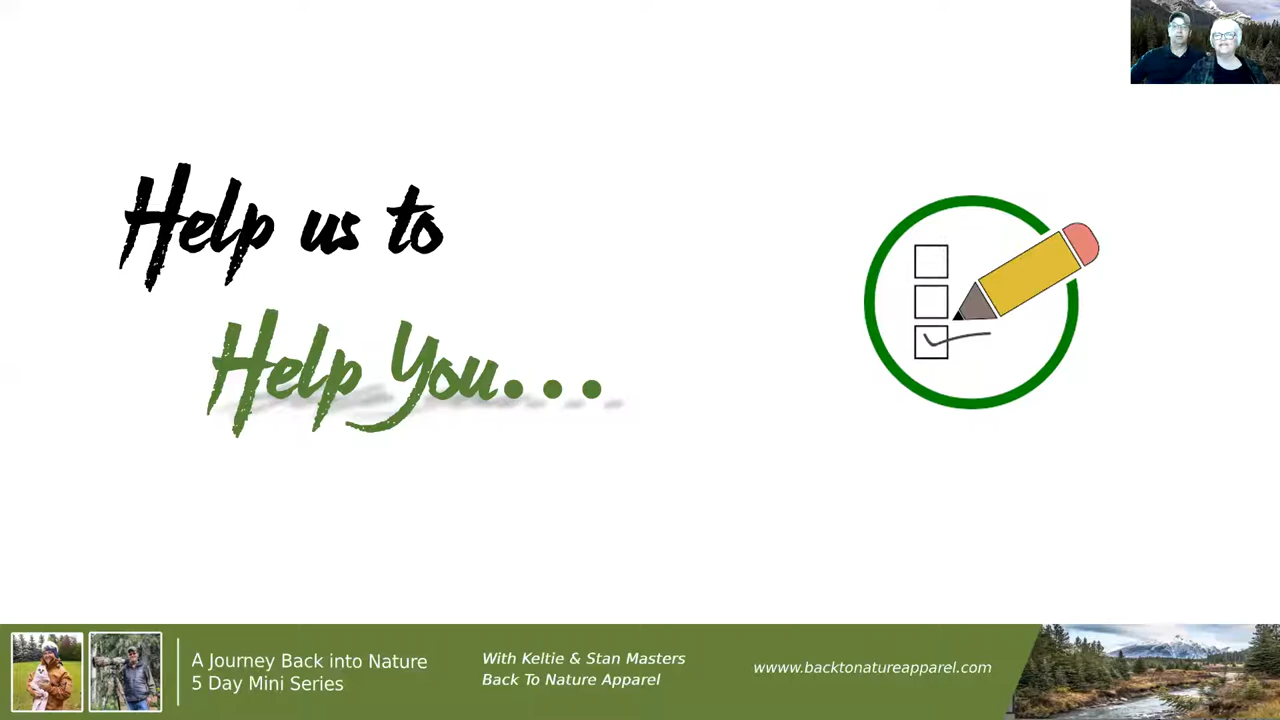 Help us to
Help You...
A Journey Back into Nature
5 Day Mini Series
With Keltie & Stan Masters
Back To Nature Apparel
www.backtonatureapparel.com